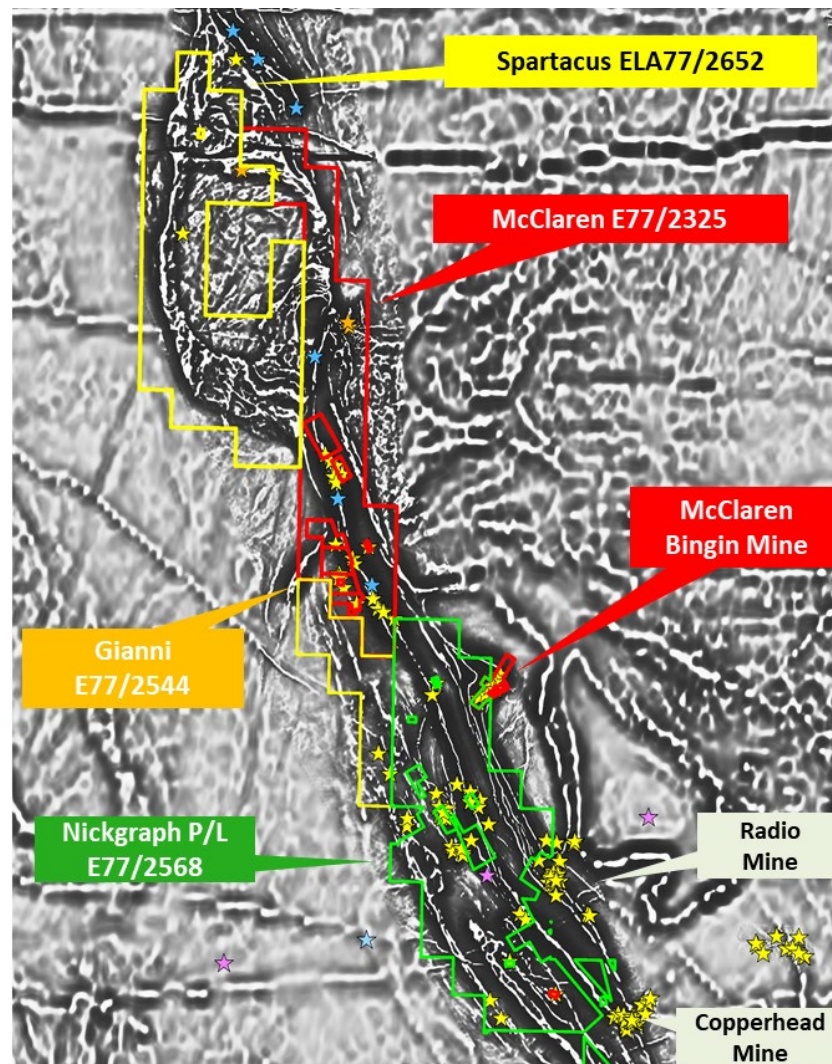 Spartacus ELA77/2652
McClaren E77/2325
McClaren
Bingin Mine
Gianni
E77/2544
Nickgraph P/L
E77/2568
Radio
Mine
Copperhead
Mine